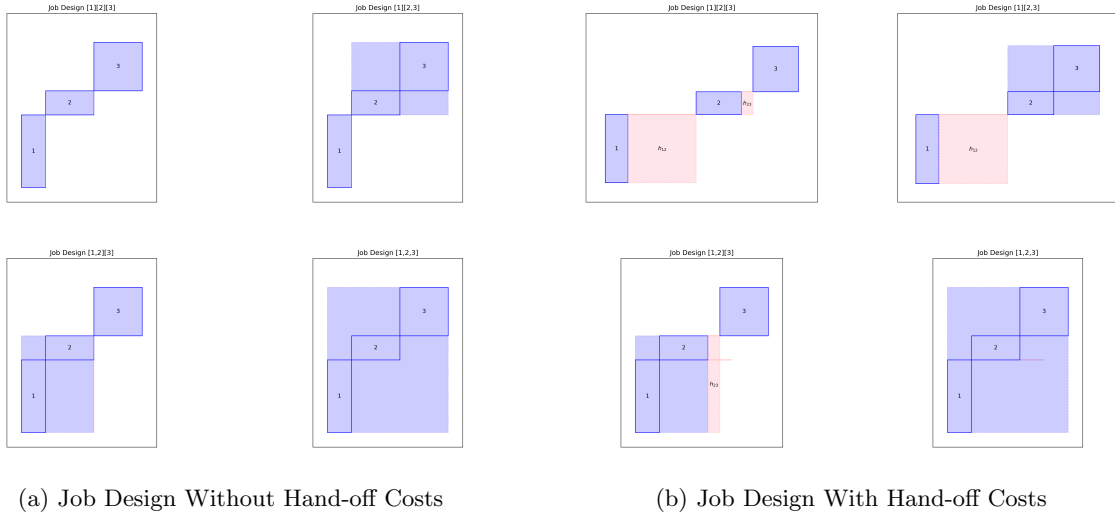 Job Design [1][2][3]
3
2
1
Job Design [1][2,3]
3
2
1
Job Design [1][2][3]
3
2
h23
1
h12
Job Design [1][2,3]
3
2
1
h12
Job Design [1,2][3]
3
2
1
Job Design [1,2,3]
3
2
1
Job Design [1,2][3]
3
2
h23
1
Job Design [1,2,3]
3
2
1
(a) Job Design Without Hand-off Costs
(b) Job Design With Hand-off Costs